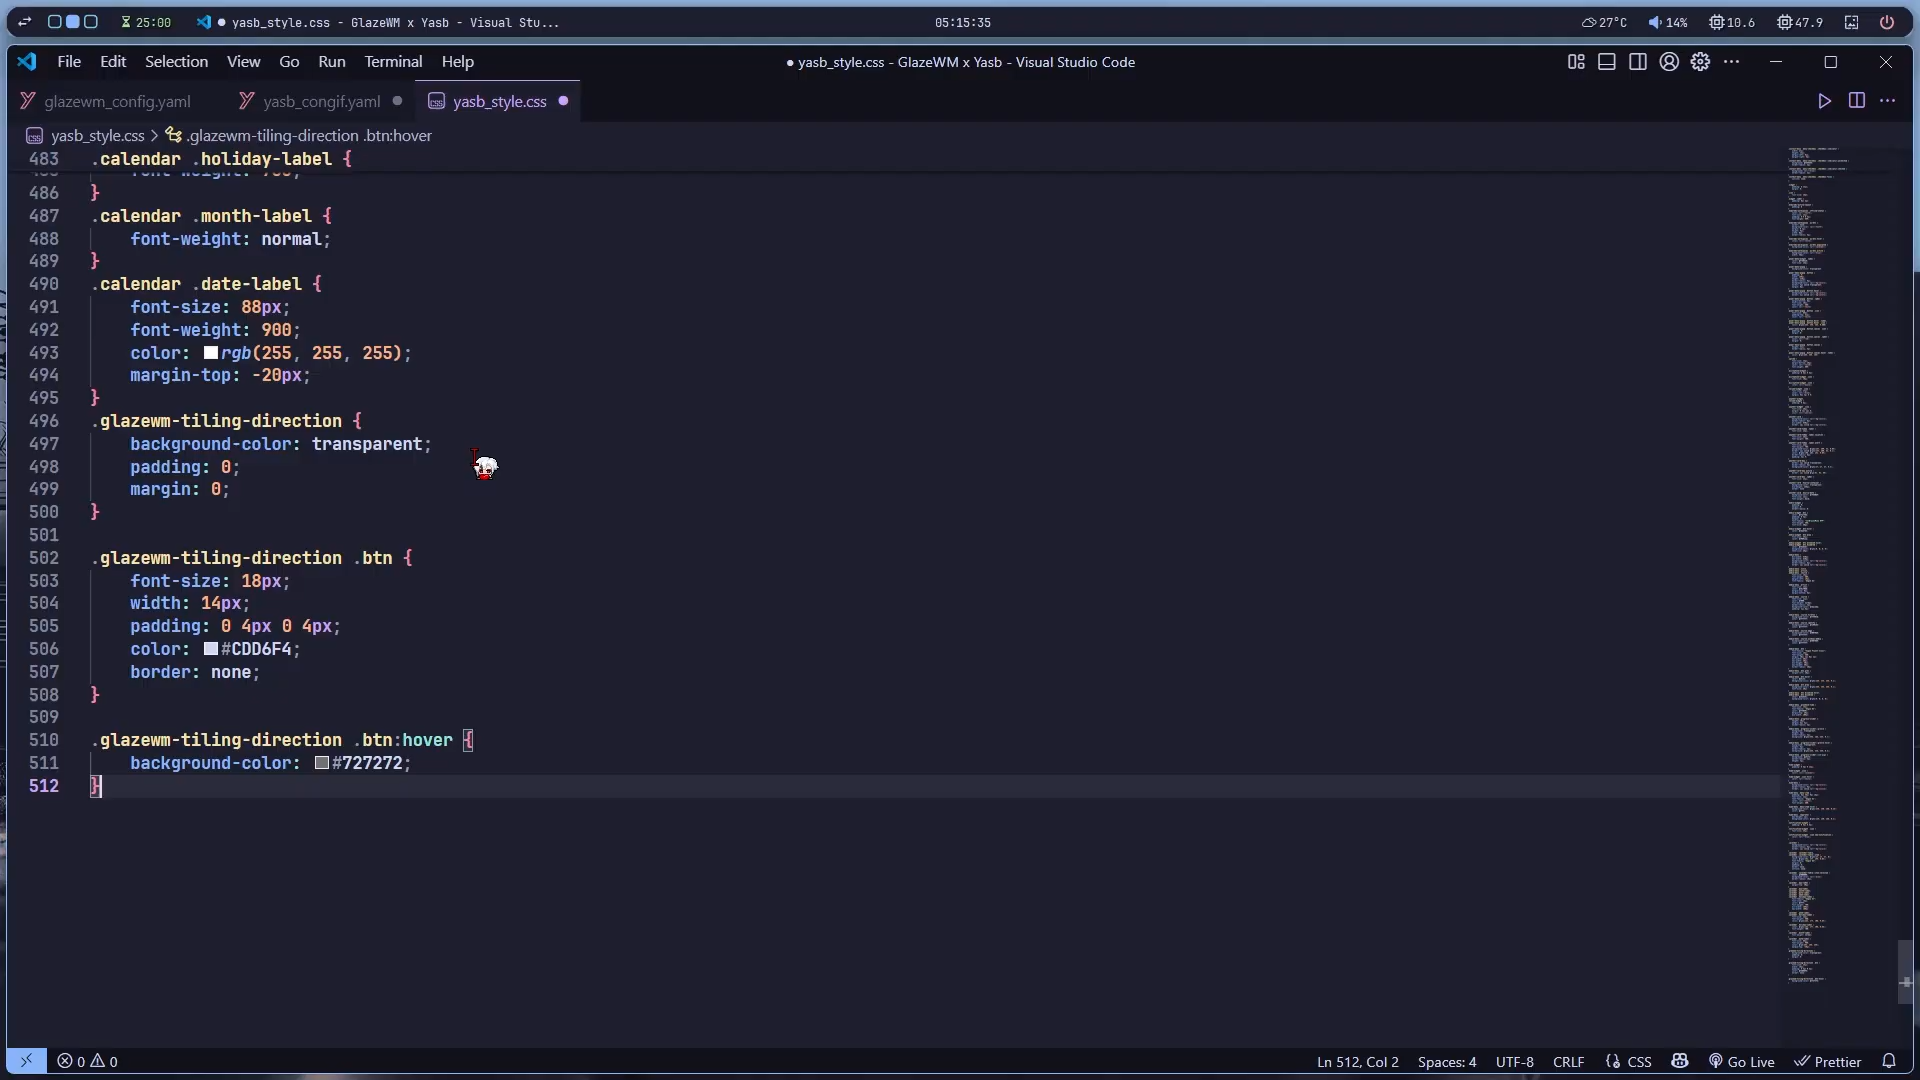 25:00
yasb_style.css - GlazeWM x Yasb - Visual Stu...
05:15:35
27°C
14%
10.6
47.9
File Edit Selection View Go Run Terminal Help
● yasb_style.css - GlazeWM x Yasb - Visual Studio Code
glazewm_config.yaml
yasb_congif.yaml
yasb_style.css
yasb_style.css > .glazewm-tiling-direction .btn:hover
483 .calendar .holiday-label {
486 }
487 .calendar .month-label {
488 font-weight: normal;
489 }
490 .calendar .date-label {
491 font-size: 88px;
492 font-weight: 900;
493 color: rgb(255, 255, 255);
494 margin-top: -20px;
495 }
496 .glazewm-tiling-direction {
497 background-color: transparent;
498 padding: 0;
499 margin: 0;
500 }
501
502 .glazewm-tiling-direction .btn {
503 font-size: 18px;
504 width: 14px;
505 padding: 0 4px 0 4px;
506 color: #CDD6F4;
507 border: none;
508 }
509
510 .glazewm-tiling-direction .btn:hover {
511 background-color: #727272;
512 }
0 0
Ln 512, Col 2
Spaces: 4
UTF-8
CRLF
{} CSS
Go Live
Prettier